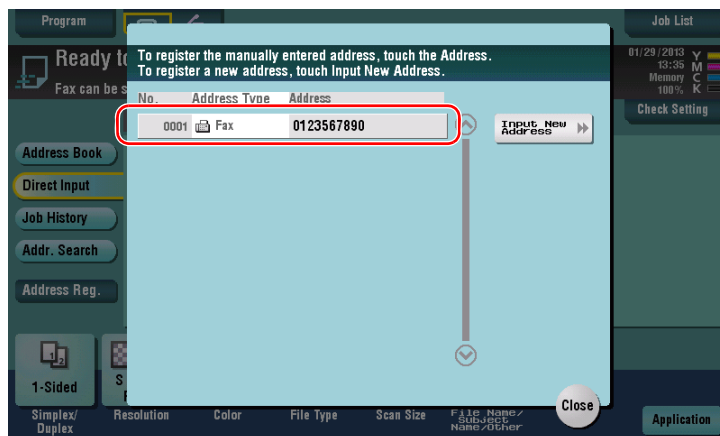 Program
Job List
Ready to
Fax can be s
To register the manually entered address, touch the Address.
To register a new address, touch Input New Address.
01/29/2013
13:35
Memory
100%
Y
M
C
K
Check Setting
No.
Address Type
Address
0001
Fax
0123567890
Input New
Address
Address Book
Direct Input
Job History
Addr. Search
Address Reg.
1-Sided
S
Close
Simplex/
Duplex
Resolution
Color
File Type
Scan Size
File Name/
Subject
Name/Other
Application